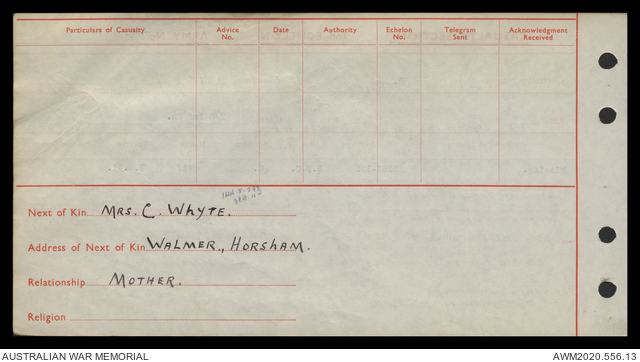 Particulars of Casualty Advice No. Date Authority Echelon No. Telegram Sent Acknowledgment Received
Next of Kin MRS. C. WHYTE.
Address of Next of Kin WALMER, HORSHAM.
Relationship MOTHER.
Religion
AUSTRALIAN WAR MEMORIAL AWM2020.556.13